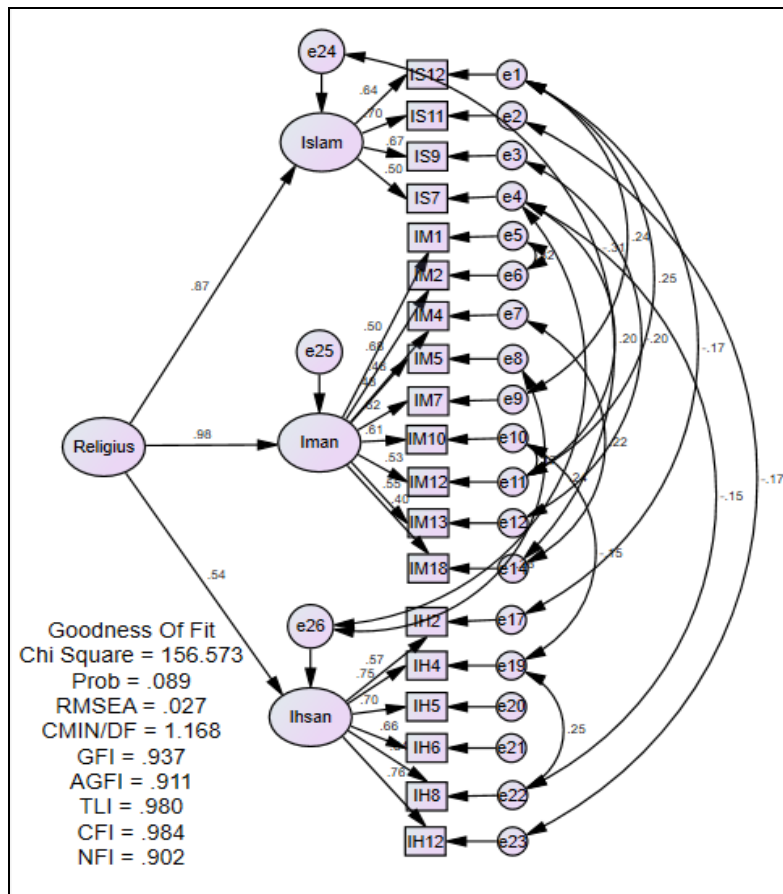 e24
IS12
e1
.64
Islam
.70
IS11
e2
.67
IS9
e3
.50
IS7
e4
IM1
e5
-.31
.24
IM2
e6
.87
.25
IM4
e7
.50
.68
e25
IM5
e8
.20
-.20
-.17
IM7
e9
Religius
.98
Iman
.61
IM10
e10
.53
IM12
e11
.22
.24
.55
.40
IM13
e12
-.15
-.17
IM18
e14
-.15
.54
e26
IH2
e17
.57
.75
IH4
e19
.70
Ihsan
IH5
e20
.66
IH6
e21
.25
.76
IH8
e22
IH12
e23
Goodness Of Fit
Chi Square = 156.573
Prob = .089
RMSEA = .027
CMIN/DF = 1.168
GFI = .937
AGFI = .911
TLI = .980
CFI = .984
NFI = .902